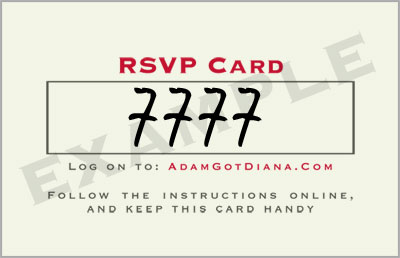 RSVP Card
7777
Log on to: AdamGotDiana.Com
Follow the instructions online,
and keep this card handy
EXAMPLE